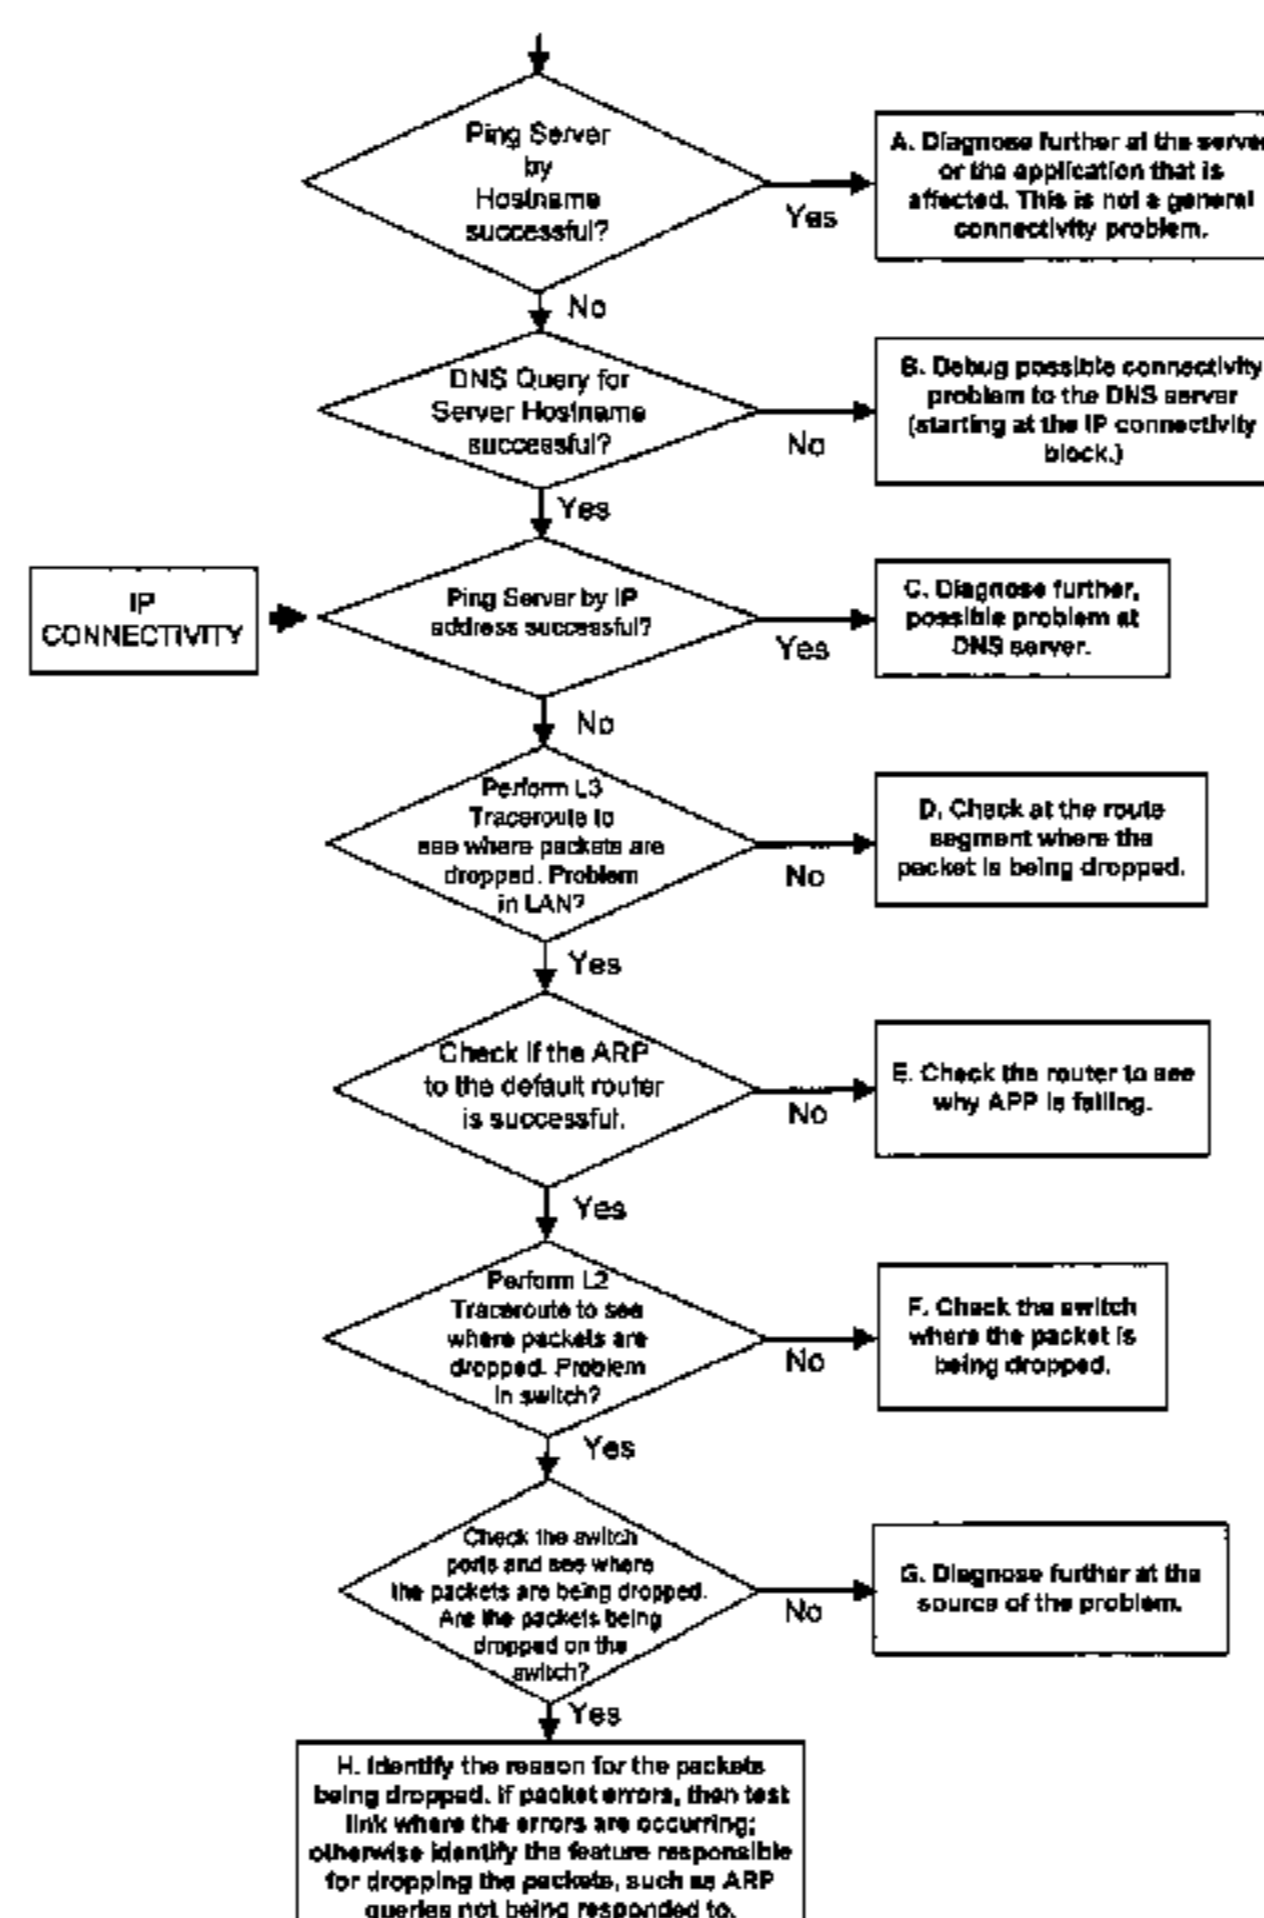 Ping Server
by
Hostname
successful?
Yes
A. Diagnose further at the server
or the application that is
affected. This is not a general
connectivity problem.
No
DNS Query for
Server Hostname
successful?
No
B. Debug possible connectivity
problem to the DNS server
(starting at the IP connectivity
block.)
Yes
IP
CONNECTIVITY
Ping Server by IP
address successful?
Yes
C. Diagnose further,
possible problem at
DNS server.
No
Perform L3
Traceroute to
see where packets are
dropped. Problem
in LAN?
No
D. Check at the route
segment where the
packet is being dropped.
Yes
Check if the ARP
to the default router
is successful.
No
E. Check the router to see
why APP is failing.
Yes
Perform L2
Traceroute to see
where packets are
dropped. Problem
in switch?
No
F. Check the switch
where the packet is
being dropped.
Yes
Check the switch
ports and see where
the packets are being dropped.
Are the packets being
dropped on the
switch?
No
G. Diagnose further at the
source of the problem.
Yes
H. Identify the reason for the packets
being dropped. If packet errors, then test
link where the errors are occurring;
otherwise identify the feature responsible
for dropping the packets, such as ARP
queries not being responded to.